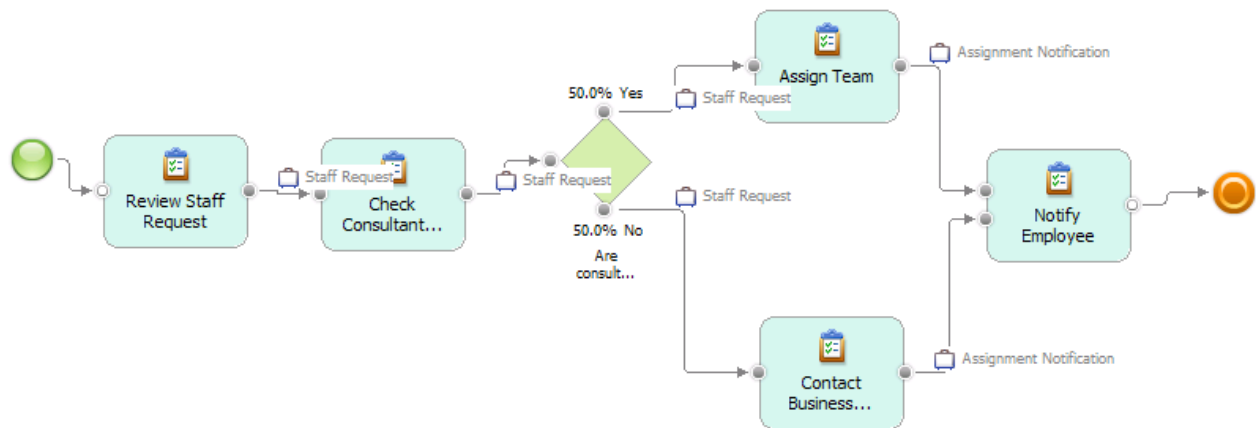 Review Staff
Request
Staff Request
Check
Consultant...
Staff Request
50.0% Yes
Staff Request
50.0% No
Are
consult...
Staff Request
Assign Team
Assignment Notification
Contact
Business...
Assignment Notification
Notify
Employee